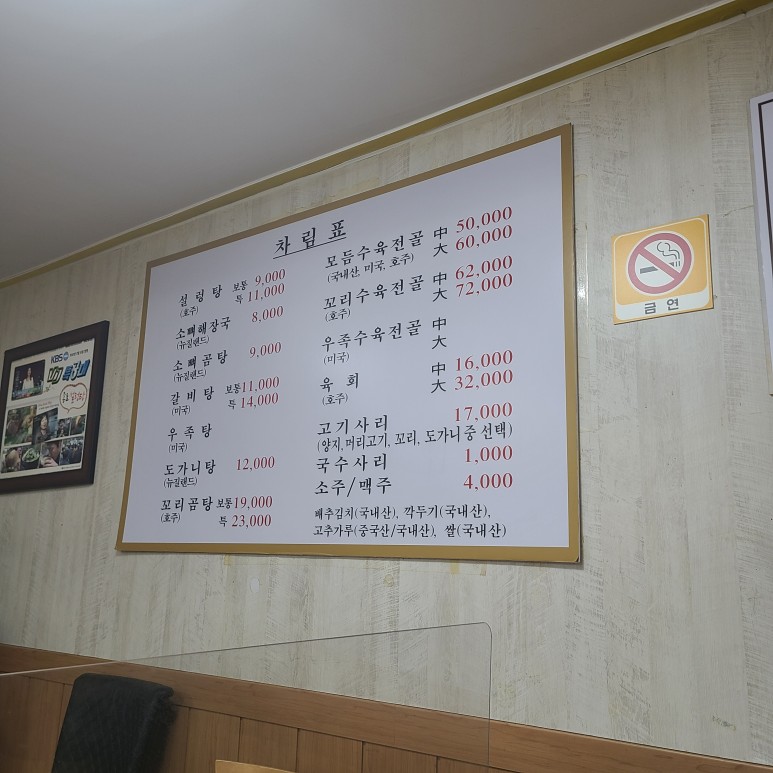 차림표
설렁탕 보통 9,000
(호주) 특 11,000
소뼈해장국 8,000
(뉴질랜드)
소뼈곰탕 9,000
(뉴질랜드)
갈비탕 보통 11,000
(미국) 특 14,000
우족탕
(미국)
도가니탕 12,000
(뉴질랜드)
꼬리곰탕 보통 19,000
(호주) 특 23,000
모듬수육전골 中 50,000
(국내산, 미국, 호주) 大 60,000
꼬리수육전골 中 62,000
(호주) 大 72,000
우족수육전골 中
(미국) 大
육회 中 16,000
(호주) 大 32,000
고기사리 17,000
(양지,머리고기, 꼬리, 도가니 중 선택)
국수사리 1,000
소주/맥주 4,000
배추김치(국내산), 깍두기(국내산),
고추가루(중국산/국내산), 쌀(국내산)
금연
KBS